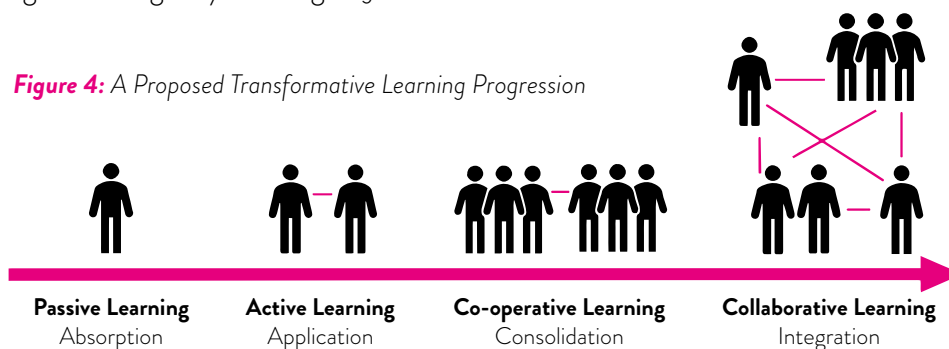 Figure 4: A Proposed Transformative Learning Progression
Passive Learning
Absorption
Active Learning
Application
Co-operative Learning
Consolidation
Collaborative Learning
Integration